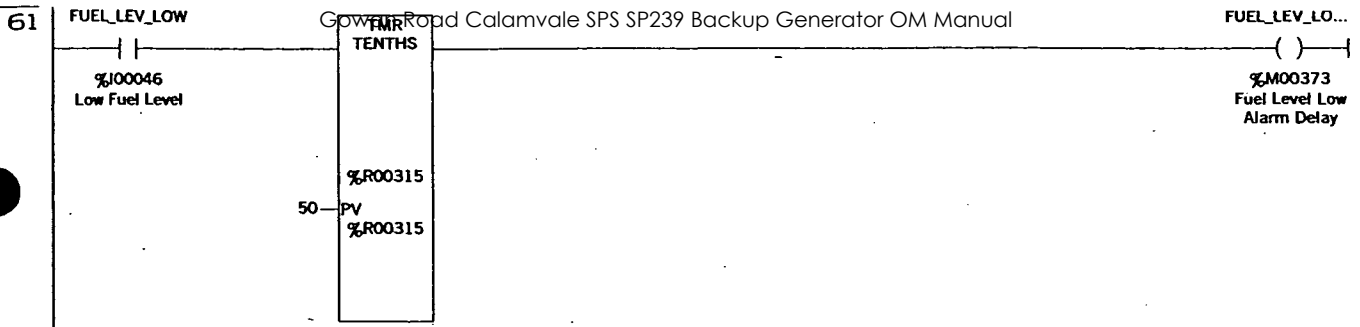 61
FUEL_LEV_LOW
Gowan Road Calamvale SPS SP239 Backup Generator OM Manual
FUEL_LEV_LO...
TMR
TENTHS
%I00046
Low Fuel Level
%M00373
Fuel Level Low
Alarm Delay
%R00315
50
PV
%R00315